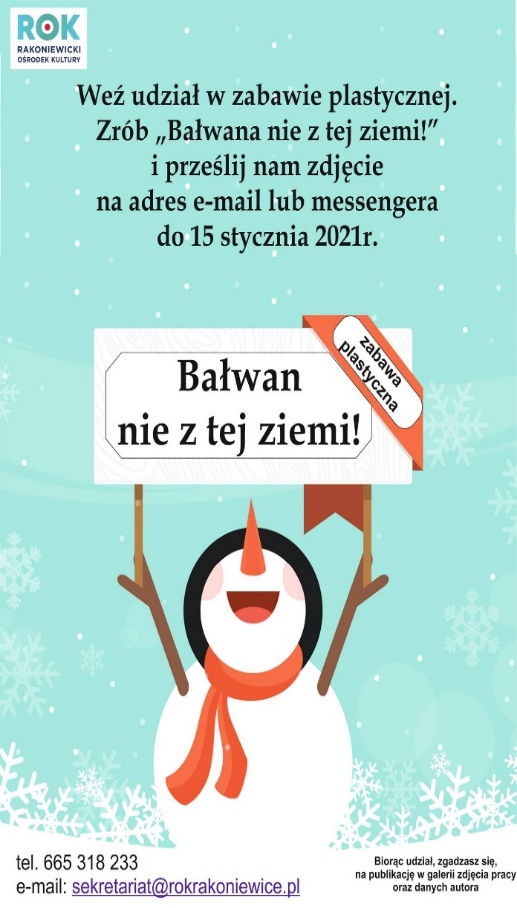 ROK
RAKONIEWICKI
OŚRODEK KULTURY
Weź udział w zabawie plastycznej.
Zrób „Bałwana nie z tej ziemi!”
i prześlij nam zdjęcie
na adres e-mail lub messengera
do 15 stycznia 2021r.
zabawa
plastyczna
Bałwan
nie z tej ziemi!
tel. 665 318 233
e-mail: sekretariat@rokrakoniewice.pl
Biorąc udział, zgadzasz się,
na publikację w galerii zdjęcia pracy
oraz danych autora